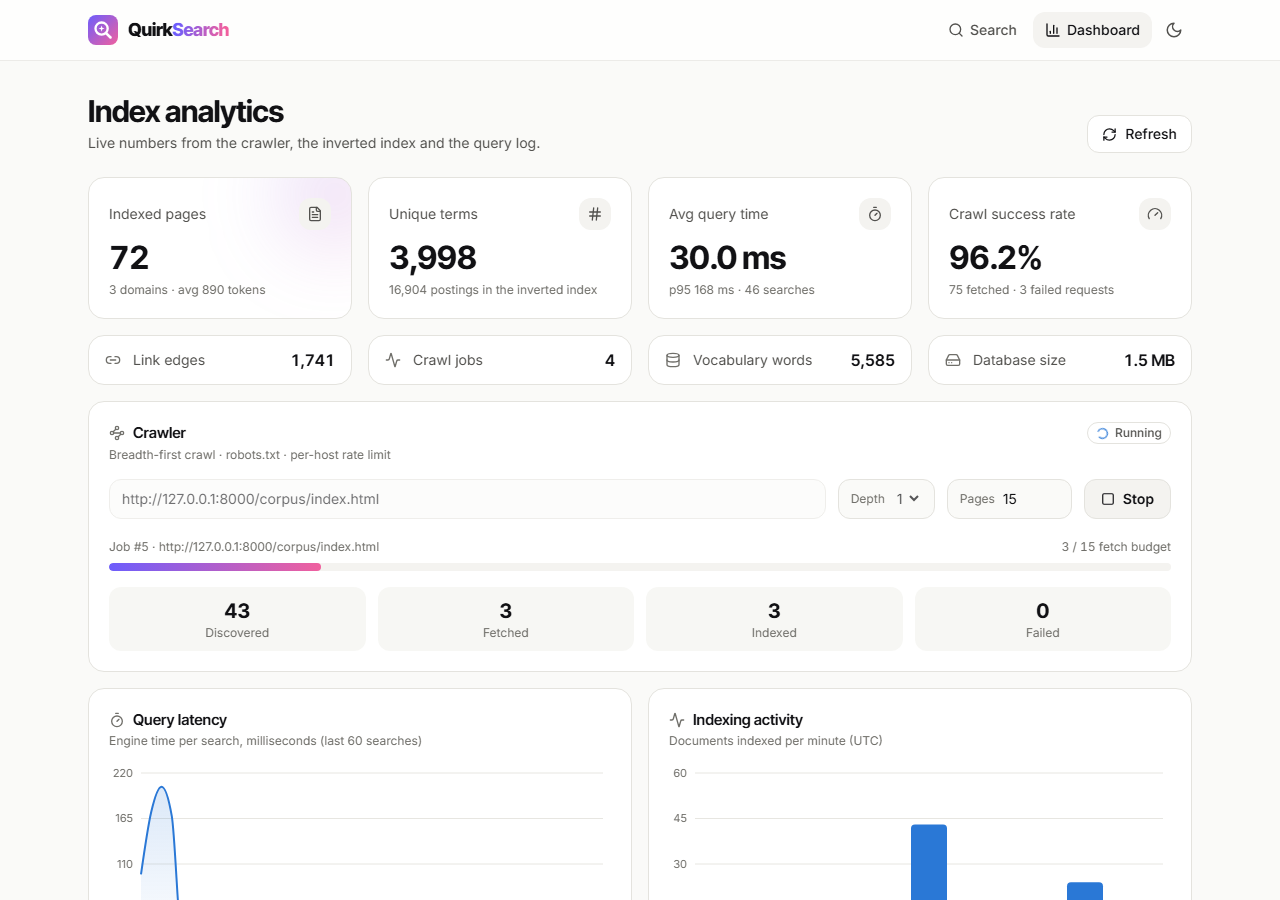 QuirkSearch
Search
Dashboard
Index analytics
Live numbers from the crawler, the inverted index and the query log.
Refresh
Indexed pages
72
3 domains · avg 890 tokens
Unique terms
3,998
16,904 postings in the inverted index
Avg query time
30.0 ms
p95 168 ms · 46 searches
Crawl success rate
96.2%
75 fetched · 3 failed requests
Link edges 1,741
Crawl jobs 4
Vocabulary words 5,585
Database size 1.5 MB
Crawler
Running
Breadth-first crawl · robots.txt · per-host rate limit
http://127.0.0.1:8000/corpus/index.html
Depth 1
Pages 15
Stop
Job #5 · http://127.0.0.1:8000/corpus/index.html
3 / 15 fetch budget
43
Discovered
3
Fetched
3
Indexed
0
Failed
Query latency
Engine time per search, milliseconds (last 60 searches)
220
165
110
Indexing activity
Documents indexed per minute (UTC)
60
45
30